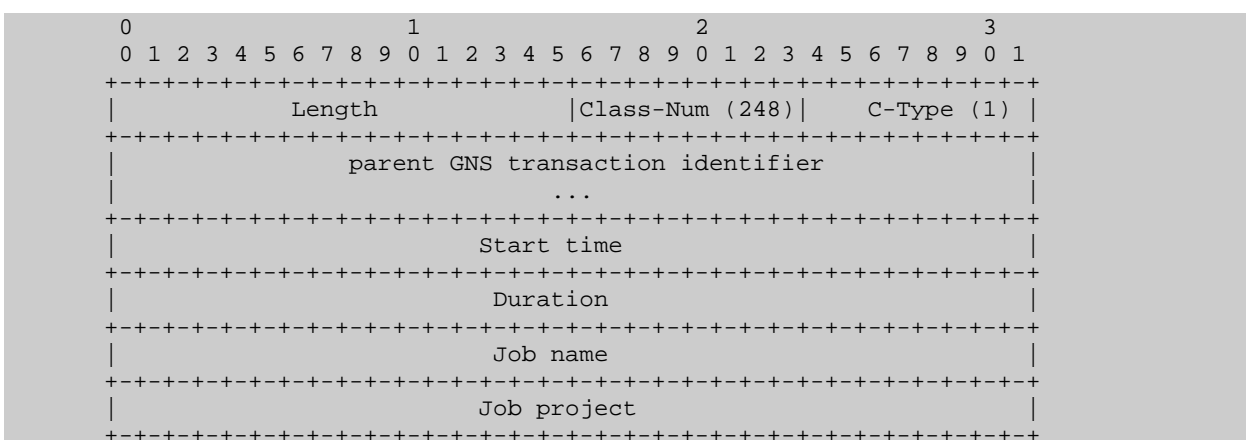 0                   1                   2                   3
0 1 2 3 4 5 6 7 8 9 0 1 2 3 4 5 6 7 8 9 0 1 2 3 4 5 6 7 8 9 0 1
+-+-+-+-+-+-+-+-+-+-+-+-+-+-+-+-+-+-+-+-+-+-+-+-+-+-+-+-+-+-+-+-+
|            Length             |Class-Num (248)|    C-Type (1) |
+-+-+-+-+-+-+-+-+-+-+-+-+-+-+-+-+-+-+-+-+-+-+-+-+-+-+-+-+-+-+-+-+
|                parent GNS transaction identifier              |
|                              ...                              |
+-+-+-+-+-+-+-+-+-+-+-+-+-+-+-+-+-+-+-+-+-+-+-+-+-+-+-+-+-+-+-+-+
|                         Start time                            |
+-+-+-+-+-+-+-+-+-+-+-+-+-+-+-+-+-+-+-+-+-+-+-+-+-+-+-+-+-+-+-+-+
|                          Duration                             |
+-+-+-+-+-+-+-+-+-+-+-+-+-+-+-+-+-+-+-+-+-+-+-+-+-+-+-+-+-+-+-+-+
|                          Job name                             |
+-+-+-+-+-+-+-+-+-+-+-+-+-+-+-+-+-+-+-+-+-+-+-+-+-+-+-+-+-+-+-+-+
|                         Job project                           |
+-+-+-+-+-+-+-+-+-+-+-+-+-+-+-+-+-+-+-+-+-+-+-+-+-+-+-+-+-+-+-+-+